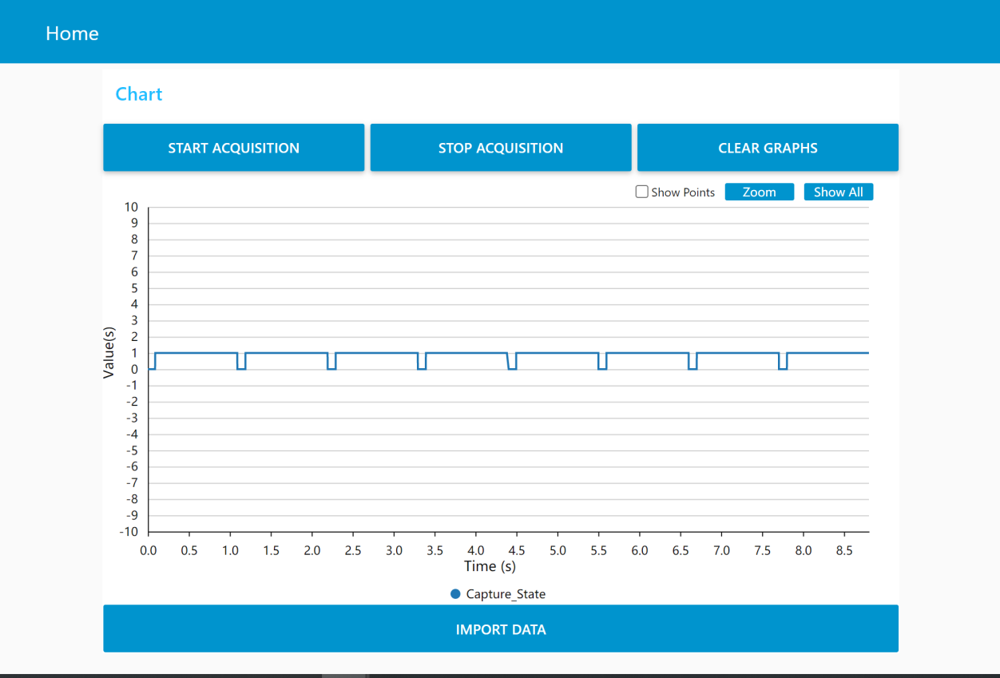 Home
Chart
START ACQUISITION STOP ACQUISITION CLEAR GRAPHS
Show Points Zoom Show All
10
9
8
7
6
5
4
3
2
1
0
-1
-2
-3
-4
-5
-6
-7
-8
-9
-10
Value(s)
0.0 0.5 1.0 1.5 2.0 2.5 3.0 3.5 4.0 4.5 5.0 5.5 6.0 6.5 7.0 7.5 8.0 8.5
Time (s)
Capture_State
IMPORT DATA